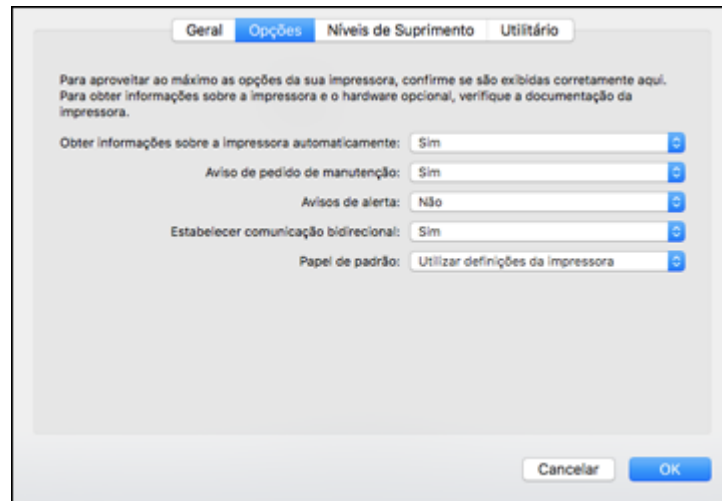 Geral Opções Níveis de Suprimento Utilitário
Para aproveitar ao máximo as opções da sua impressora, confirme se são exibidas corretamente aqui.
Para obter informações sobre a impressora e o hardware opcional, verifique a documentação da
impressora.
Obter informações sobre a impressora automaticamente: Sim
Aviso de pedido de manutenção: Sim
Avisos de alerta: Não
Estabelecer comunicação bidirecional: Sim
Papel de padrão: Utilizar definições da impressora
Cancelar OK